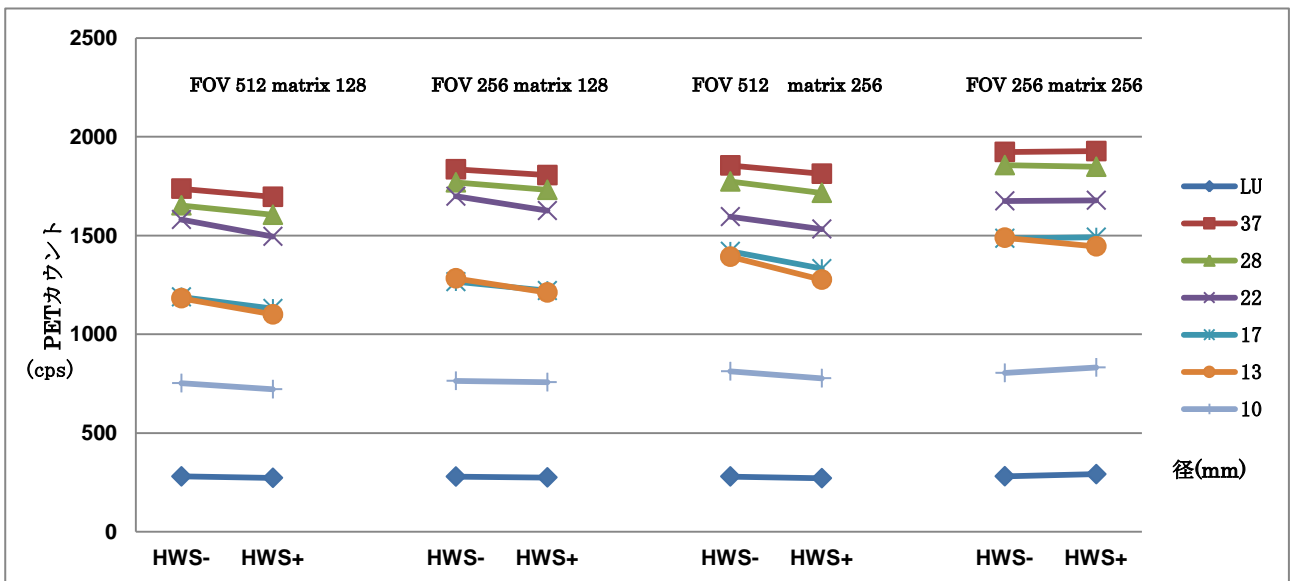 2500
2000
1500
1000
500
0
PETカウント
(cps)
FOV 512 matrix 128
FOV 256 matrix 128
FOV 512 matrix 256
FOV 256 matrix 256
HWS- HWS+ HWS- HWS+ HWS- HWS+ HWS- HWS+
LU
37
28
22
17
13
10
径(mm)